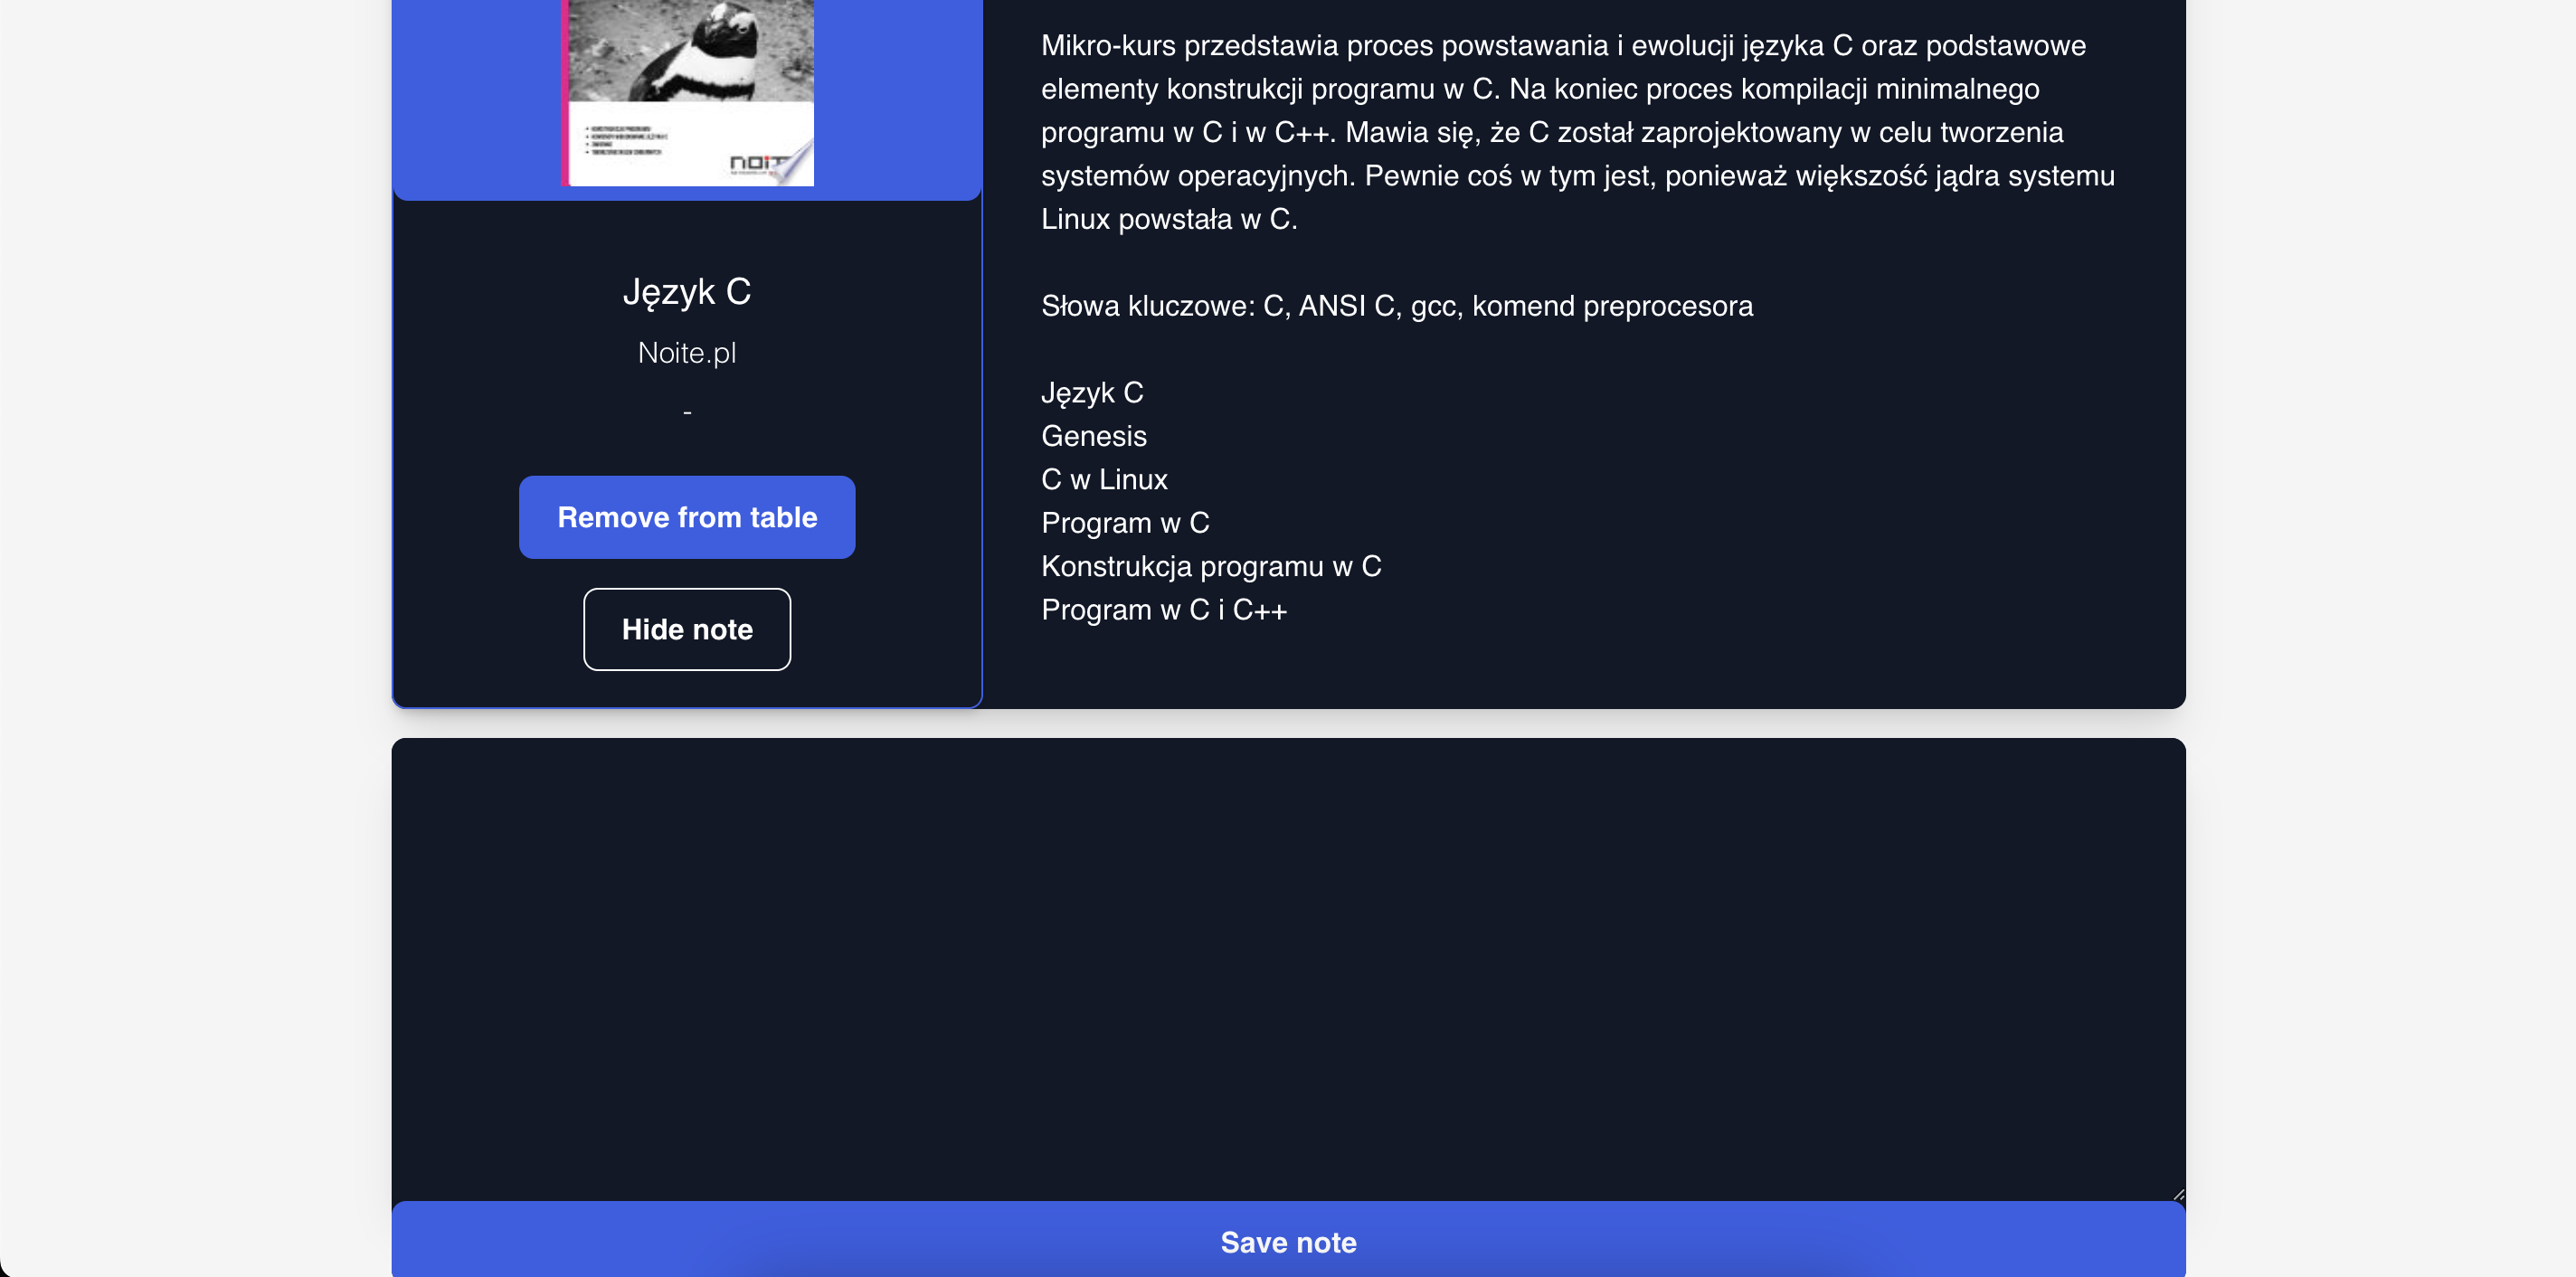 Mikro-kurs przedstawia proces powstawania i ewolucji języka C oraz podstawowe
elementy konstrukcji programu w C. Na koniec proces kompilacji minimalnego
programu w C i w C++. Mawia się, że C został zaprojektowany w celu tworzenia
systemów operacyjnych. Pewnie coś w tym jest, ponieważ większość jądra systemu
Linux powstała w C.
Słowa kluczowe: C, ANSI C, gcc, komend preprocesora
Język C
Genesis
C w Linux
Program w C
Konstrukcja programu w C
Program w C i C++
Język C
Noite.pl
-
Remove from table
Hide note
Save note